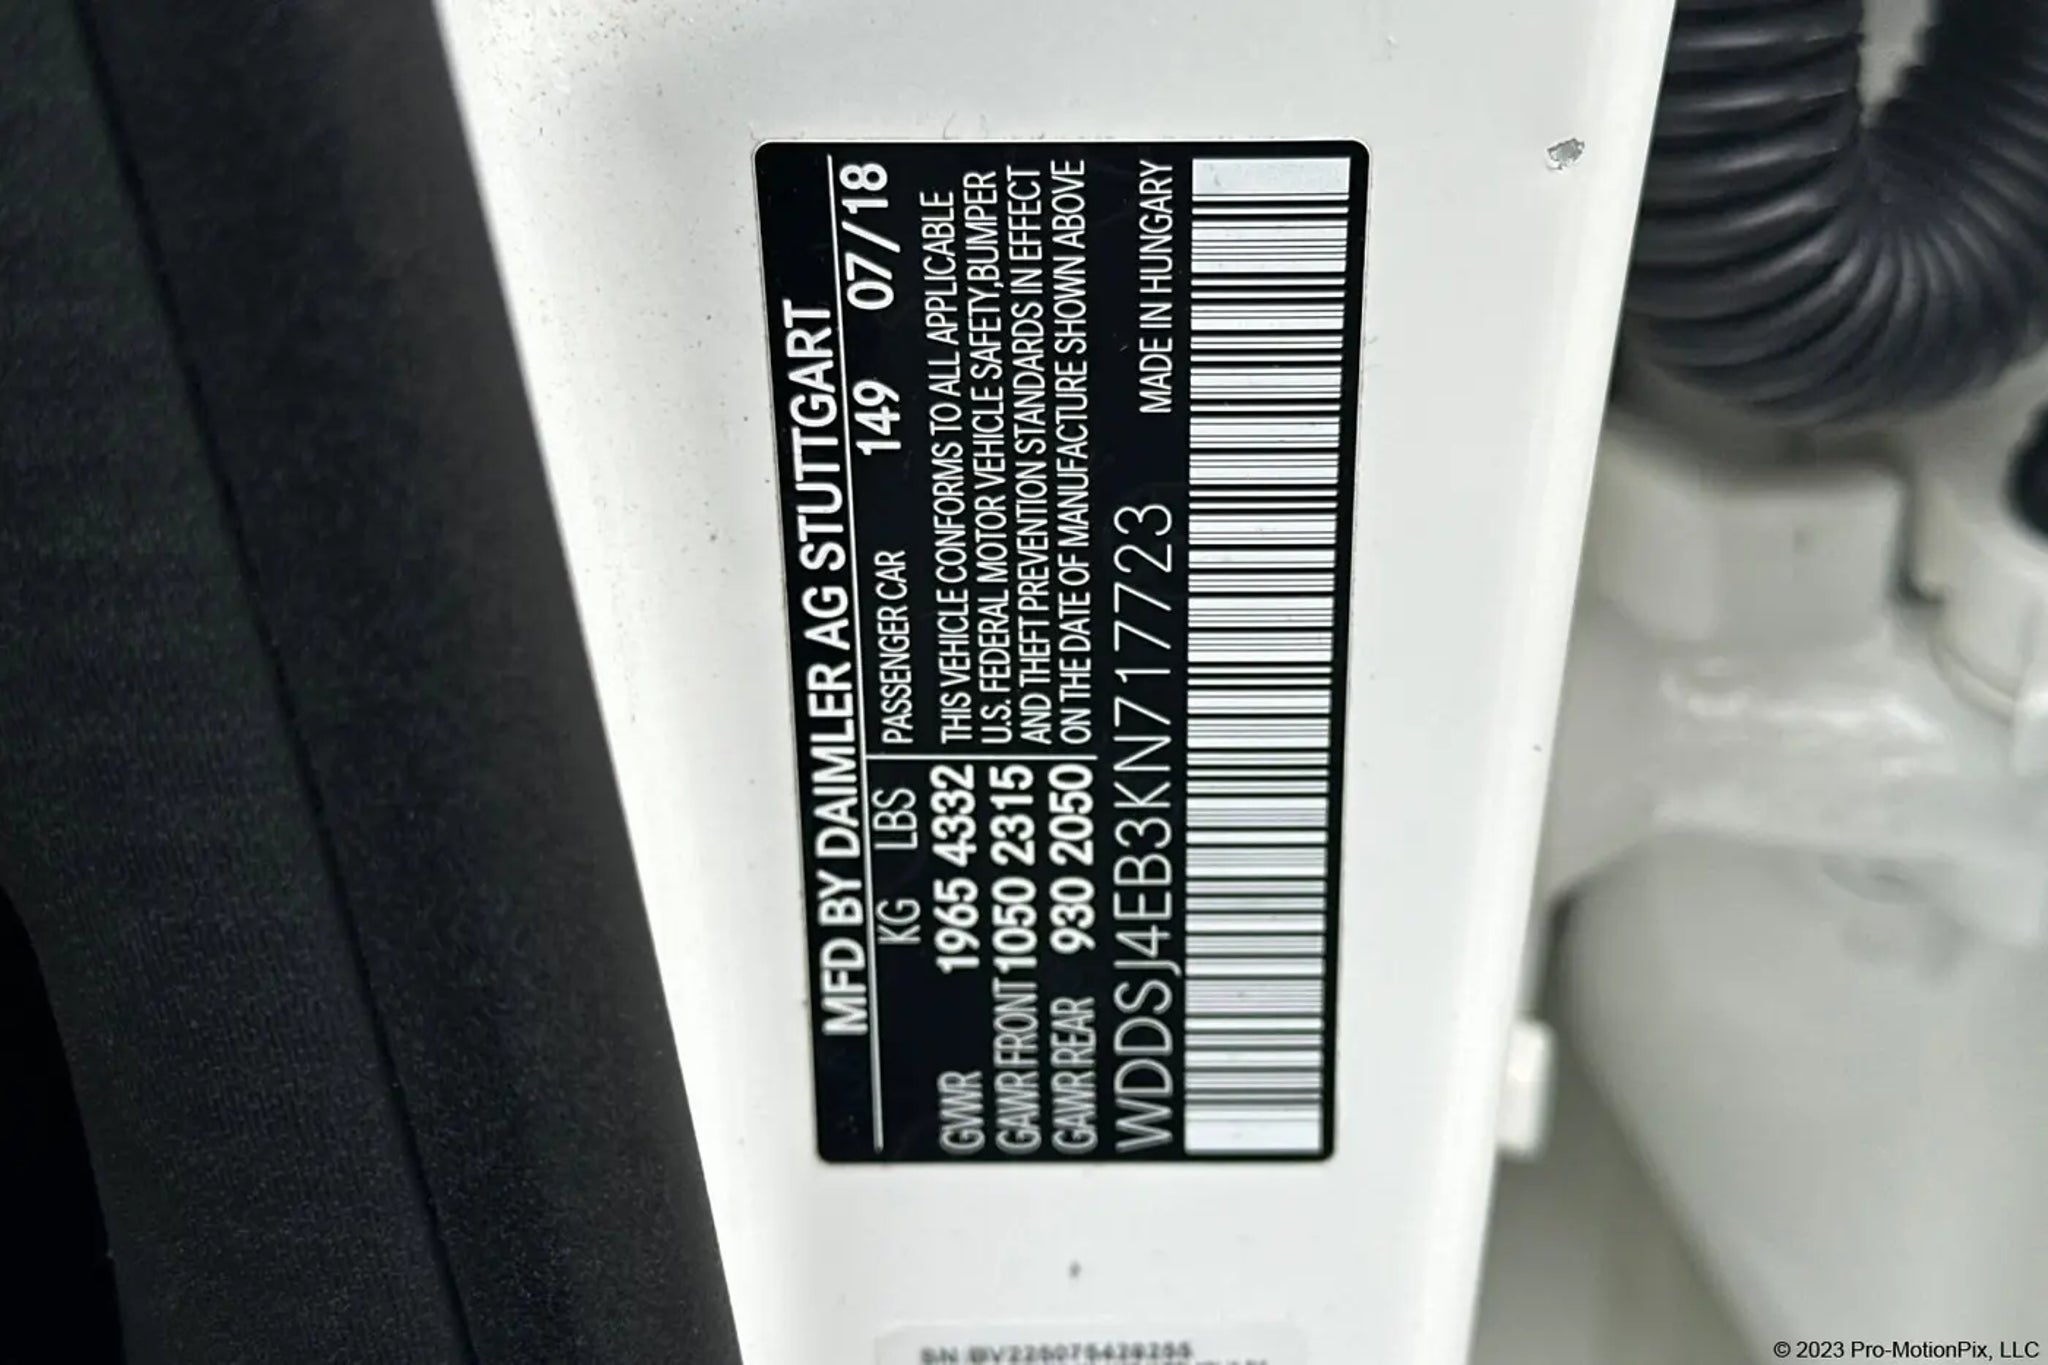 MFD BY DAIMLER AG STUTTGART
KG LBS PASSENGER CAR 149 07/18
GVWR 1965 4332 THIS VEHICLE CONFORMS TO ALL APPLICABLE
GAWR FRONT 1050 2315 U.S. FEDERAL MOTOR VEHICLE SAFETY,BUMPER
AND THEFT PREVENTION STANDARDS IN EFFECT
GAWR REAR 930 2050 ON THE DATE OF MANUFACTURE SHOWN ABOVE
WDDSJ4EB3KN717723 MADE IN HUNGARY
© 2023 Pro-MotionPix, LLC